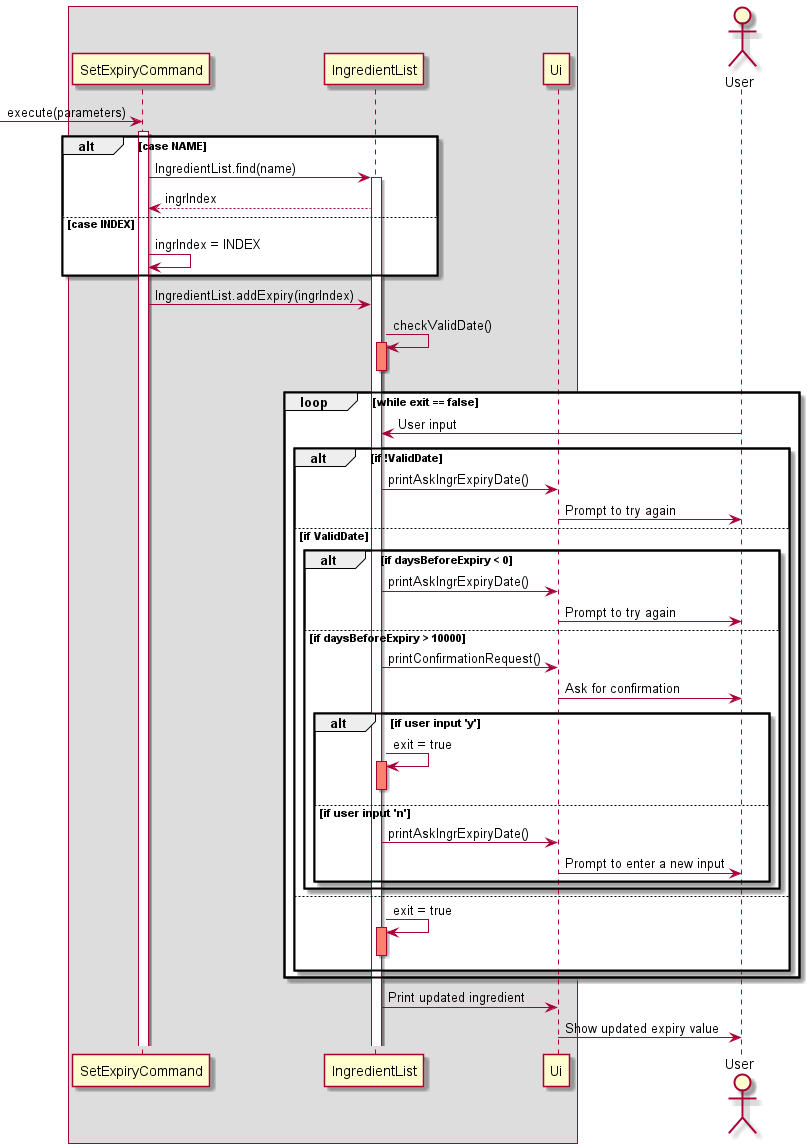 SetExpiryCommand
IngredientList
Ui
User
execute(parameters)
alt
[case NAME]
IngredientList.find(name)
ingrIndex
[case INDEX]
ingrIndex = INDEX
IngredientList.addExpiry(ingrIndex)
checkValidDate()
loop
[while exit == false]
User input
alt
[if !ValidDate]
printAskIngrExpiryDate()
Prompt to try again
[if ValidDate]
alt
[if daysBeforeExpiry < 0]
printAskIngrExpiryDate()
Prompt to try again
[if daysBeforeExpiry > 10000]
printConfirmationRequest()
Ask for confirmation
alt
[if user input 'y']
exit = true
[if user input 'n']
printAskIngrExpiryDate()
Prompt to enter a new input
exit = true
Print updated ingredient
Show updated expiry value
SetExpiryCommand
IngredientList
Ui
User